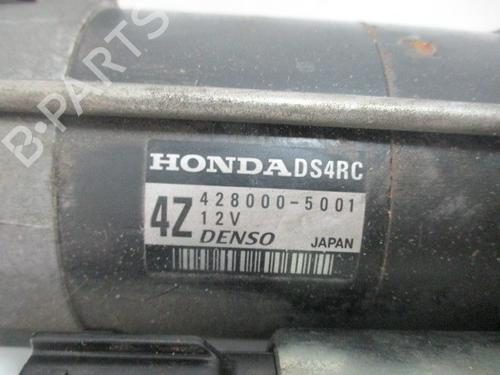 B-PARTS
HONDA DS4RC
4Z 428000-5001
12V
DENSO JAPAN